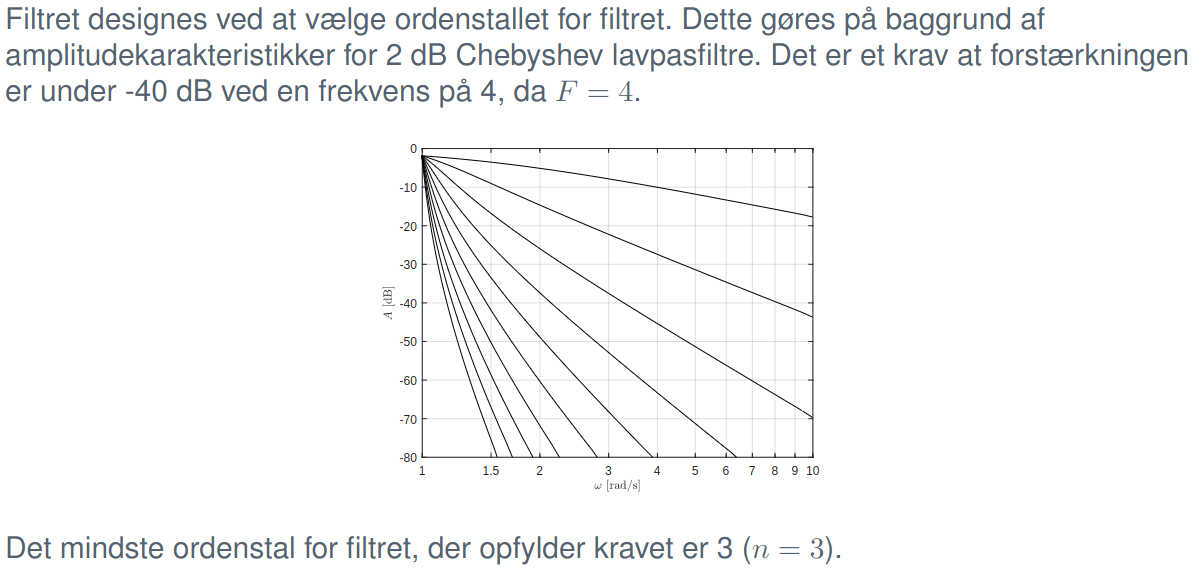 Filtret designes ved at vælge ordenstallet for filtret. Dette gøres på baggrund af
amplitudekarakteristikker for 2 dB Chebyshev lavpasfiltre. Det er et krav at forstærkningen
er under -40 dB ved en frekvens på 4, da F = 4.
0
-10
-20
-30
-40
-50
-60
-70
-80
A [dB]
1 1.5 2 3 4 5 6 7 8 9 10
ω [rad/s]
Det mindste ordenstal for filtret, der opfylder kravet er 3 (n = 3).